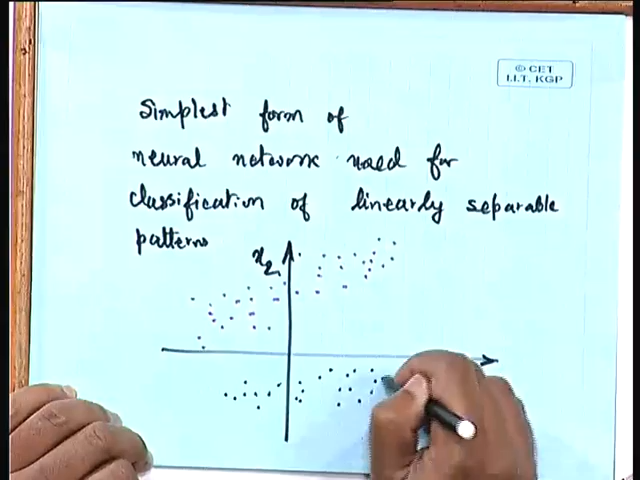 © CET
I.I.T. KGP
Simplest form of
neural network used for
classification of linearly separable
patterns
x2